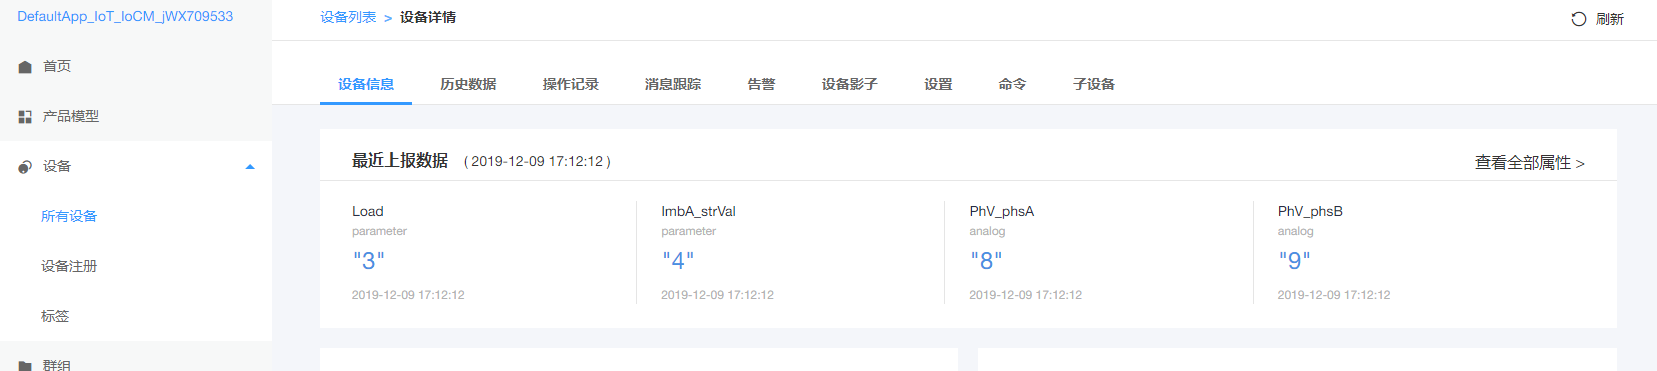 DefaultApp_IoT_IoCM_jWX709533
首页
产品模型
设备
所有设备
设备注册
标签
群组
设备列表 > 设备详情
刷新
设备信息 历史数据 操作记录 消息跟踪 告警 设备影子 设置 命令 子设备
最近上报数据 ( 2019-12-09 17:12:12 )
查看全部属性 >
Load
parameter
"3"
2019-12-09 17:12:12
ImbA_strVal
parameter
"4"
2019-12-09 17:12:12
PhV_phsA
analog
"8"
2019-12-09 17:12:12
PhV_phsB
analog
"9"
2019-12-09 17:12:12